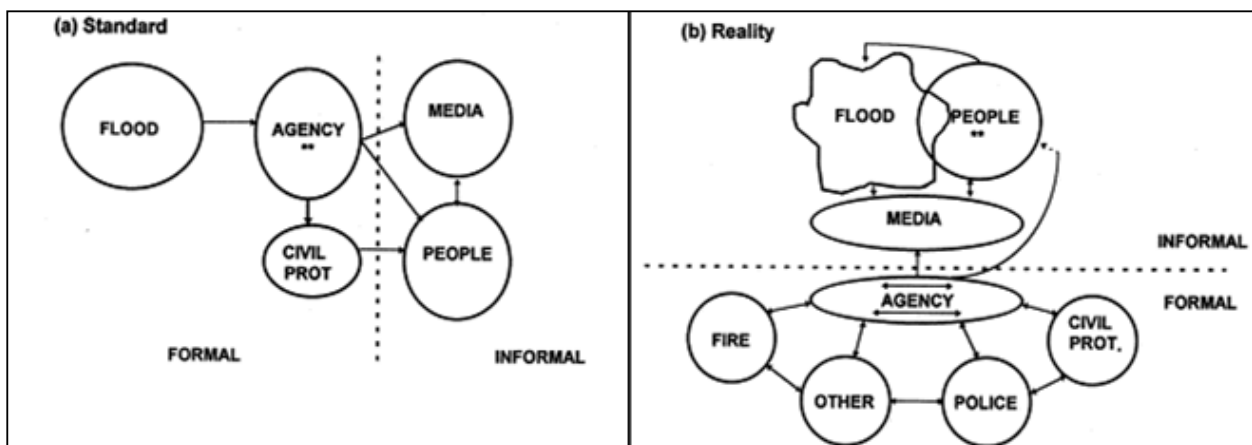 (a) Standard
FLOOD
AGENCY
**
MEDIA
CIVIL
PROT
PEOPLE
FORMAL
INFORMAL
(b) Reality
FLOOD
PEOPLE
**
MEDIA
INFORMAL
AGENCY
FORMAL
FIRE
CIVIL
PROT.
OTHER
POLICE